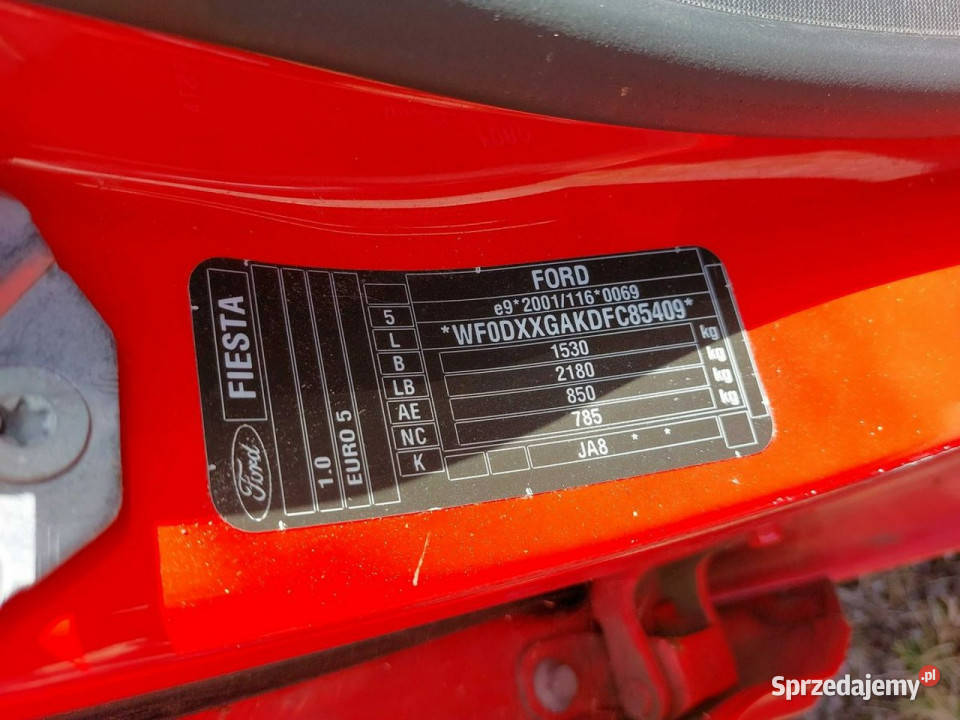 FORD
e9*2001/116*0069
*WF0DXXGAKDFC85409*
1530 kg
2180 kg
850 kg
785 kg
JA8 * *
5
L
B
LB
AE
NC
K
FIESTA
Ford
1.0
EURO 5
Sprzedajemy.pl